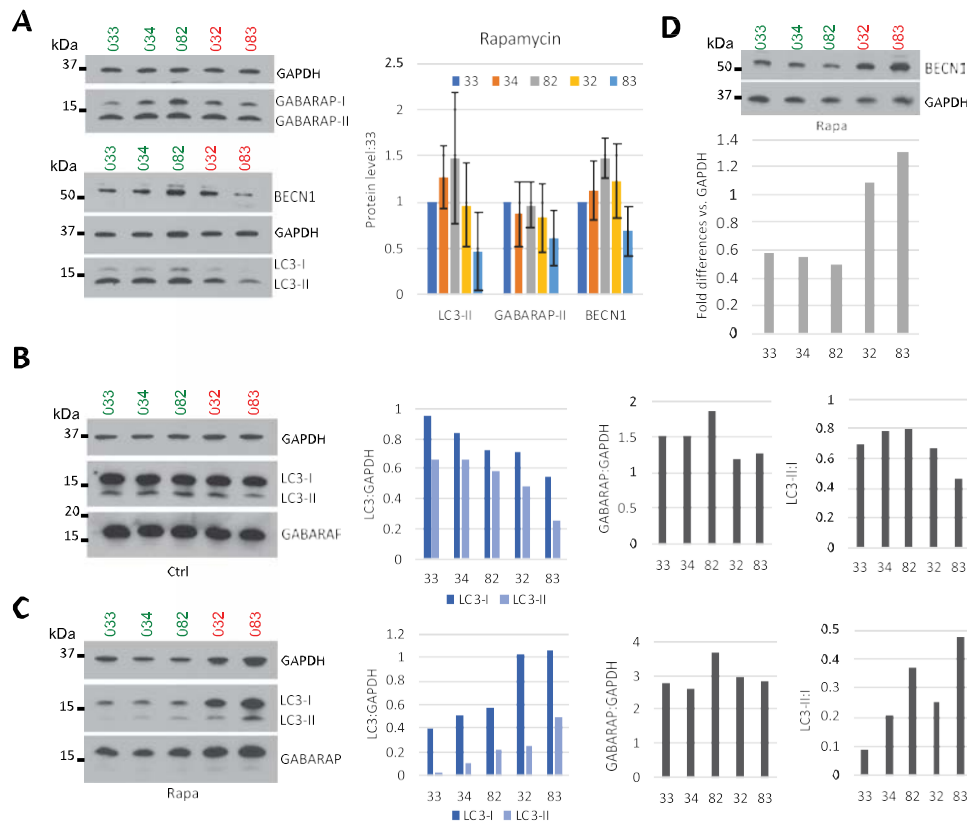 A
033 034 082 032 083
kDa
37
GAPDH
GABARAP-I
15
GABARAP-II
033 034 082 032 083
50
BECN1
37
GAPDH
LC3-I
15
LC3-II
Rapamycin
33 34 82 32 83
Protein level:33
2.5
2
1.5
1
0.5
0
LC3-II GABARAP-II BECN1
D
033 034 082 032 083
kDa
50
BECN1
37
GAPDH
Rapa
Fold differences vs. GAPDH
1.4
1.2
1
0.8
0.6
0.4
0.2
0
33 34 82 32 83
B
033 034 082 032 083
kDa
37
GAPDH
15
LC3-I
LC3-II
20
15
GABARAF
Ctrl
LC3:GAPDH
1
0.8
0.6
0.4
0.2
0
33 34 82 32 83
LC3-I LC3-II
GABARAP:GAPDH
2
1.5
1
0.5
0
33 34 82 32 83
LC3-II:I
1
0.8
0.6
0.4
0.2
0
33 34 82 32 83
C
033 034 082 032 083
kDa
37
GAPDH
LC3-I
15
LC3-II
15
GABARAP
Rapa
LC3:GAPDH
1.2
1
0.8
0.6
0.4
0.2
0
33 34 82 32 83
LC3-I LC3-II
GABARAP:GAPDH
4
3
2
1
0
33 34 82 32 83
LC3-II:I
0.5
0.4
0.3
0.2
0.1
0
33 34 82 32 83